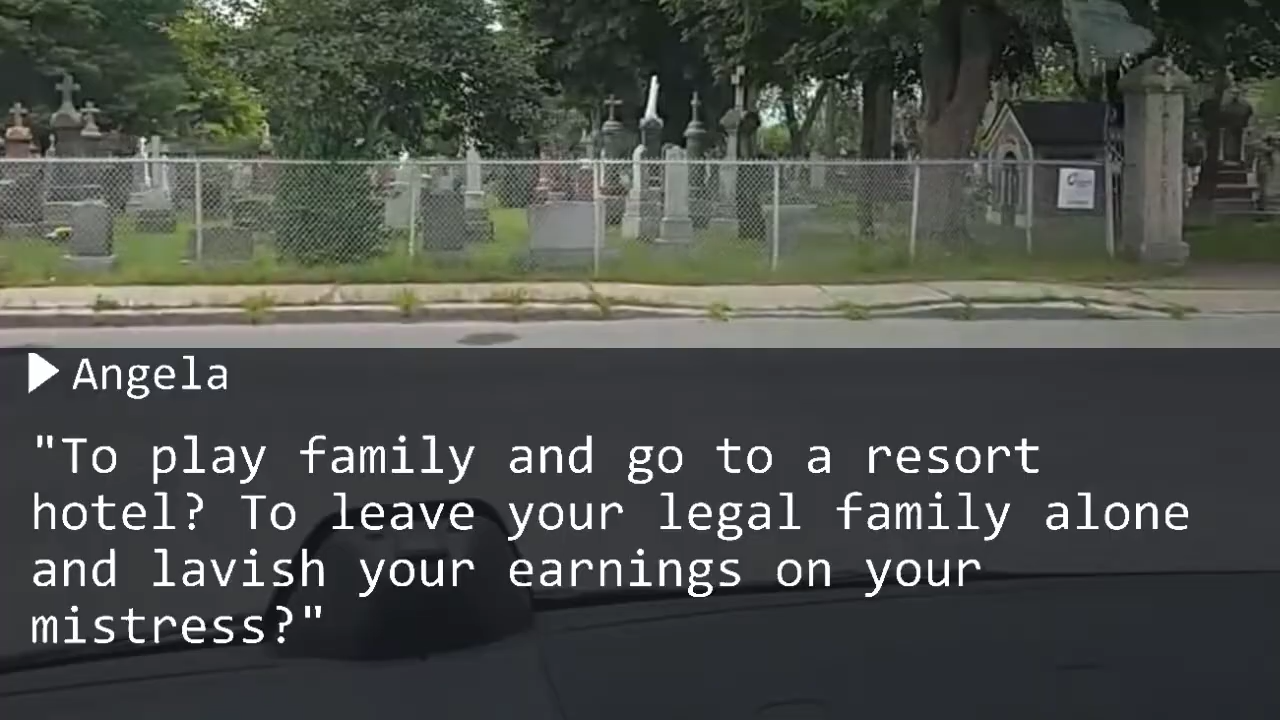 Angela
"To play family and go to a resort
hotel? To leave your legal family alone
and lavish your earnings on your
mistress?"